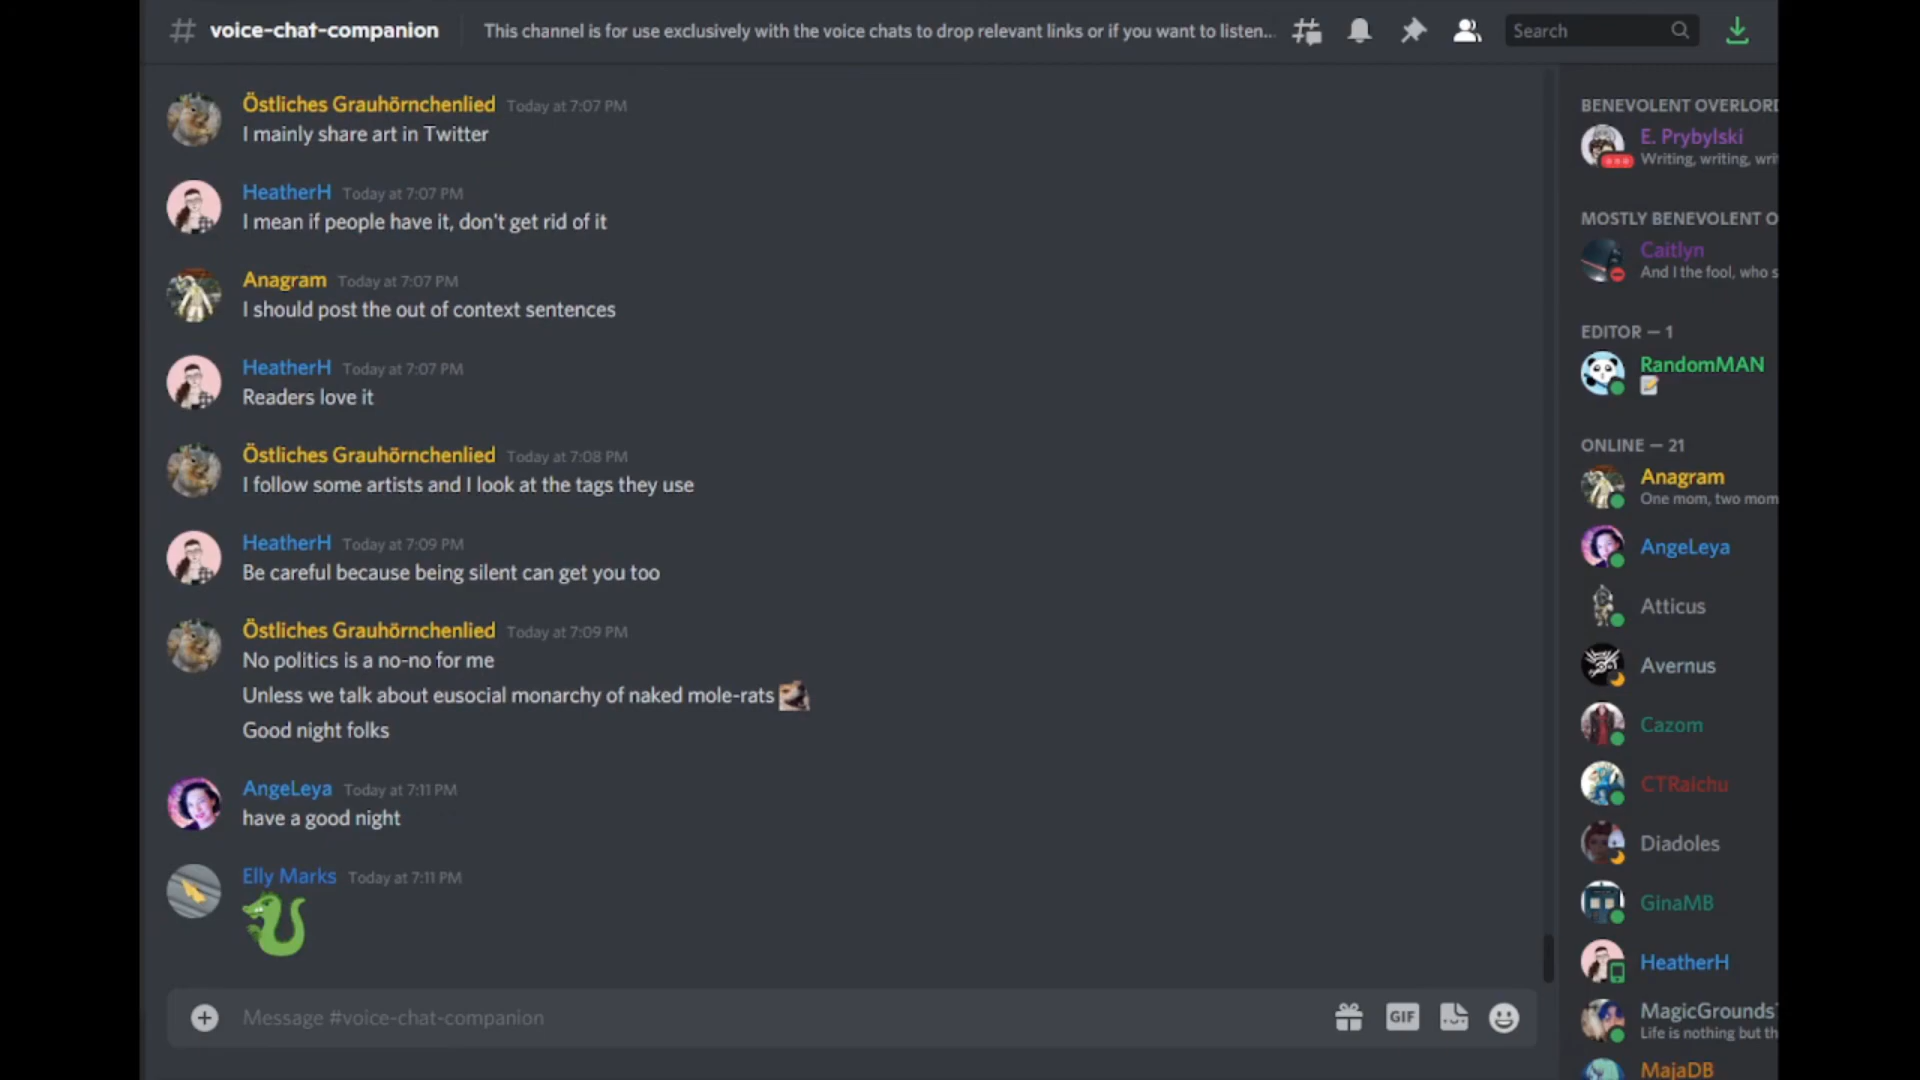 # voice-chat-companion
This channel is for use exclusively with the voice chats to drop relevant links or if you want to listen...
Search
Östliches Grauhörnchenlied Today at 7:07 PM
I mainly share art in Twitter
HeatherH Today at 7:07 PM
I mean if people have it, don't get rid of it
Anagram Today at 7:07 PM
I should post the out of context sentences
HeatherH Today at 7:07 PM
Readers love it
Östliches Grauhörnchenlied Today at 7:08 PM
I follow some artists and I look at the tags they use
HeatherH Today at 7:09 PM
Be careful because being silent can get you too
Östliches Grauhörnchenlied Today at 7:09 PM
No politics is a no-no for me
Unless we talk about eusocial monarchy of naked mole-rats
Good night folks
AngeLeya Today at 7:11 PM
have a good night
Elly Marks Today at 7:11 PM
Message #voice-chat-companion
GIF
BENEVOLENT OVERLORD
E. Prybylski
Writing, writing, wri
MOSTLY BENEVOLENT O
Caitlyn
And I the fool, who s
EDITOR — 1
RandomMAN
ONLINE — 21
Anagram
One mom, two mom
AngeLeya
Atticus
Avernus
Cazom
CTRaichu
Diadoles
GinaMB
HeatherH
MagicGrounds
Life is nothing but th
MajaDB